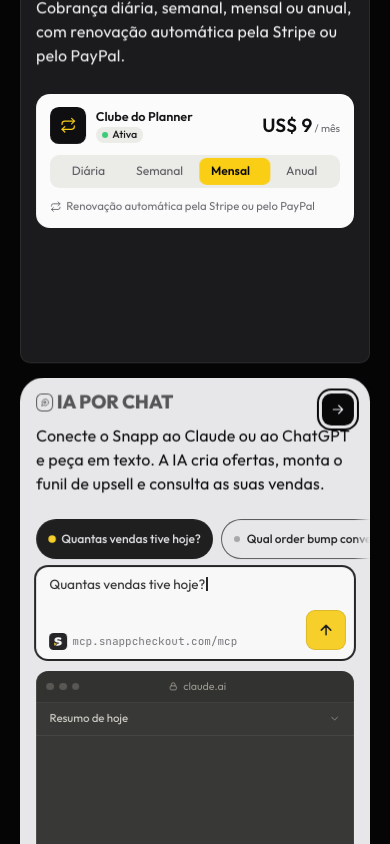 Cobrança diária, semanal, mensal ou anual,
com renovação automática pela Stripe ou
pelo PayPal.
Clube do Planner
Ativa
US$ 9 / mês
Diária
Semanal
Mensal
Anual
Renovação automática pela Stripe ou pelo PayPal
IA POR CHAT
Conecte o Snapp ao Claude ou ao ChatGPT
e peça em texto. A IA cria ofertas, monta o
funil de upsell e consulta as suas vendas.
Quantas vendas tive hoje?
Qual order bump
Quantas vendas tive hoje?
S
mcp.snappcheckout.com/mcp
claude.ai
Resumo de hoje